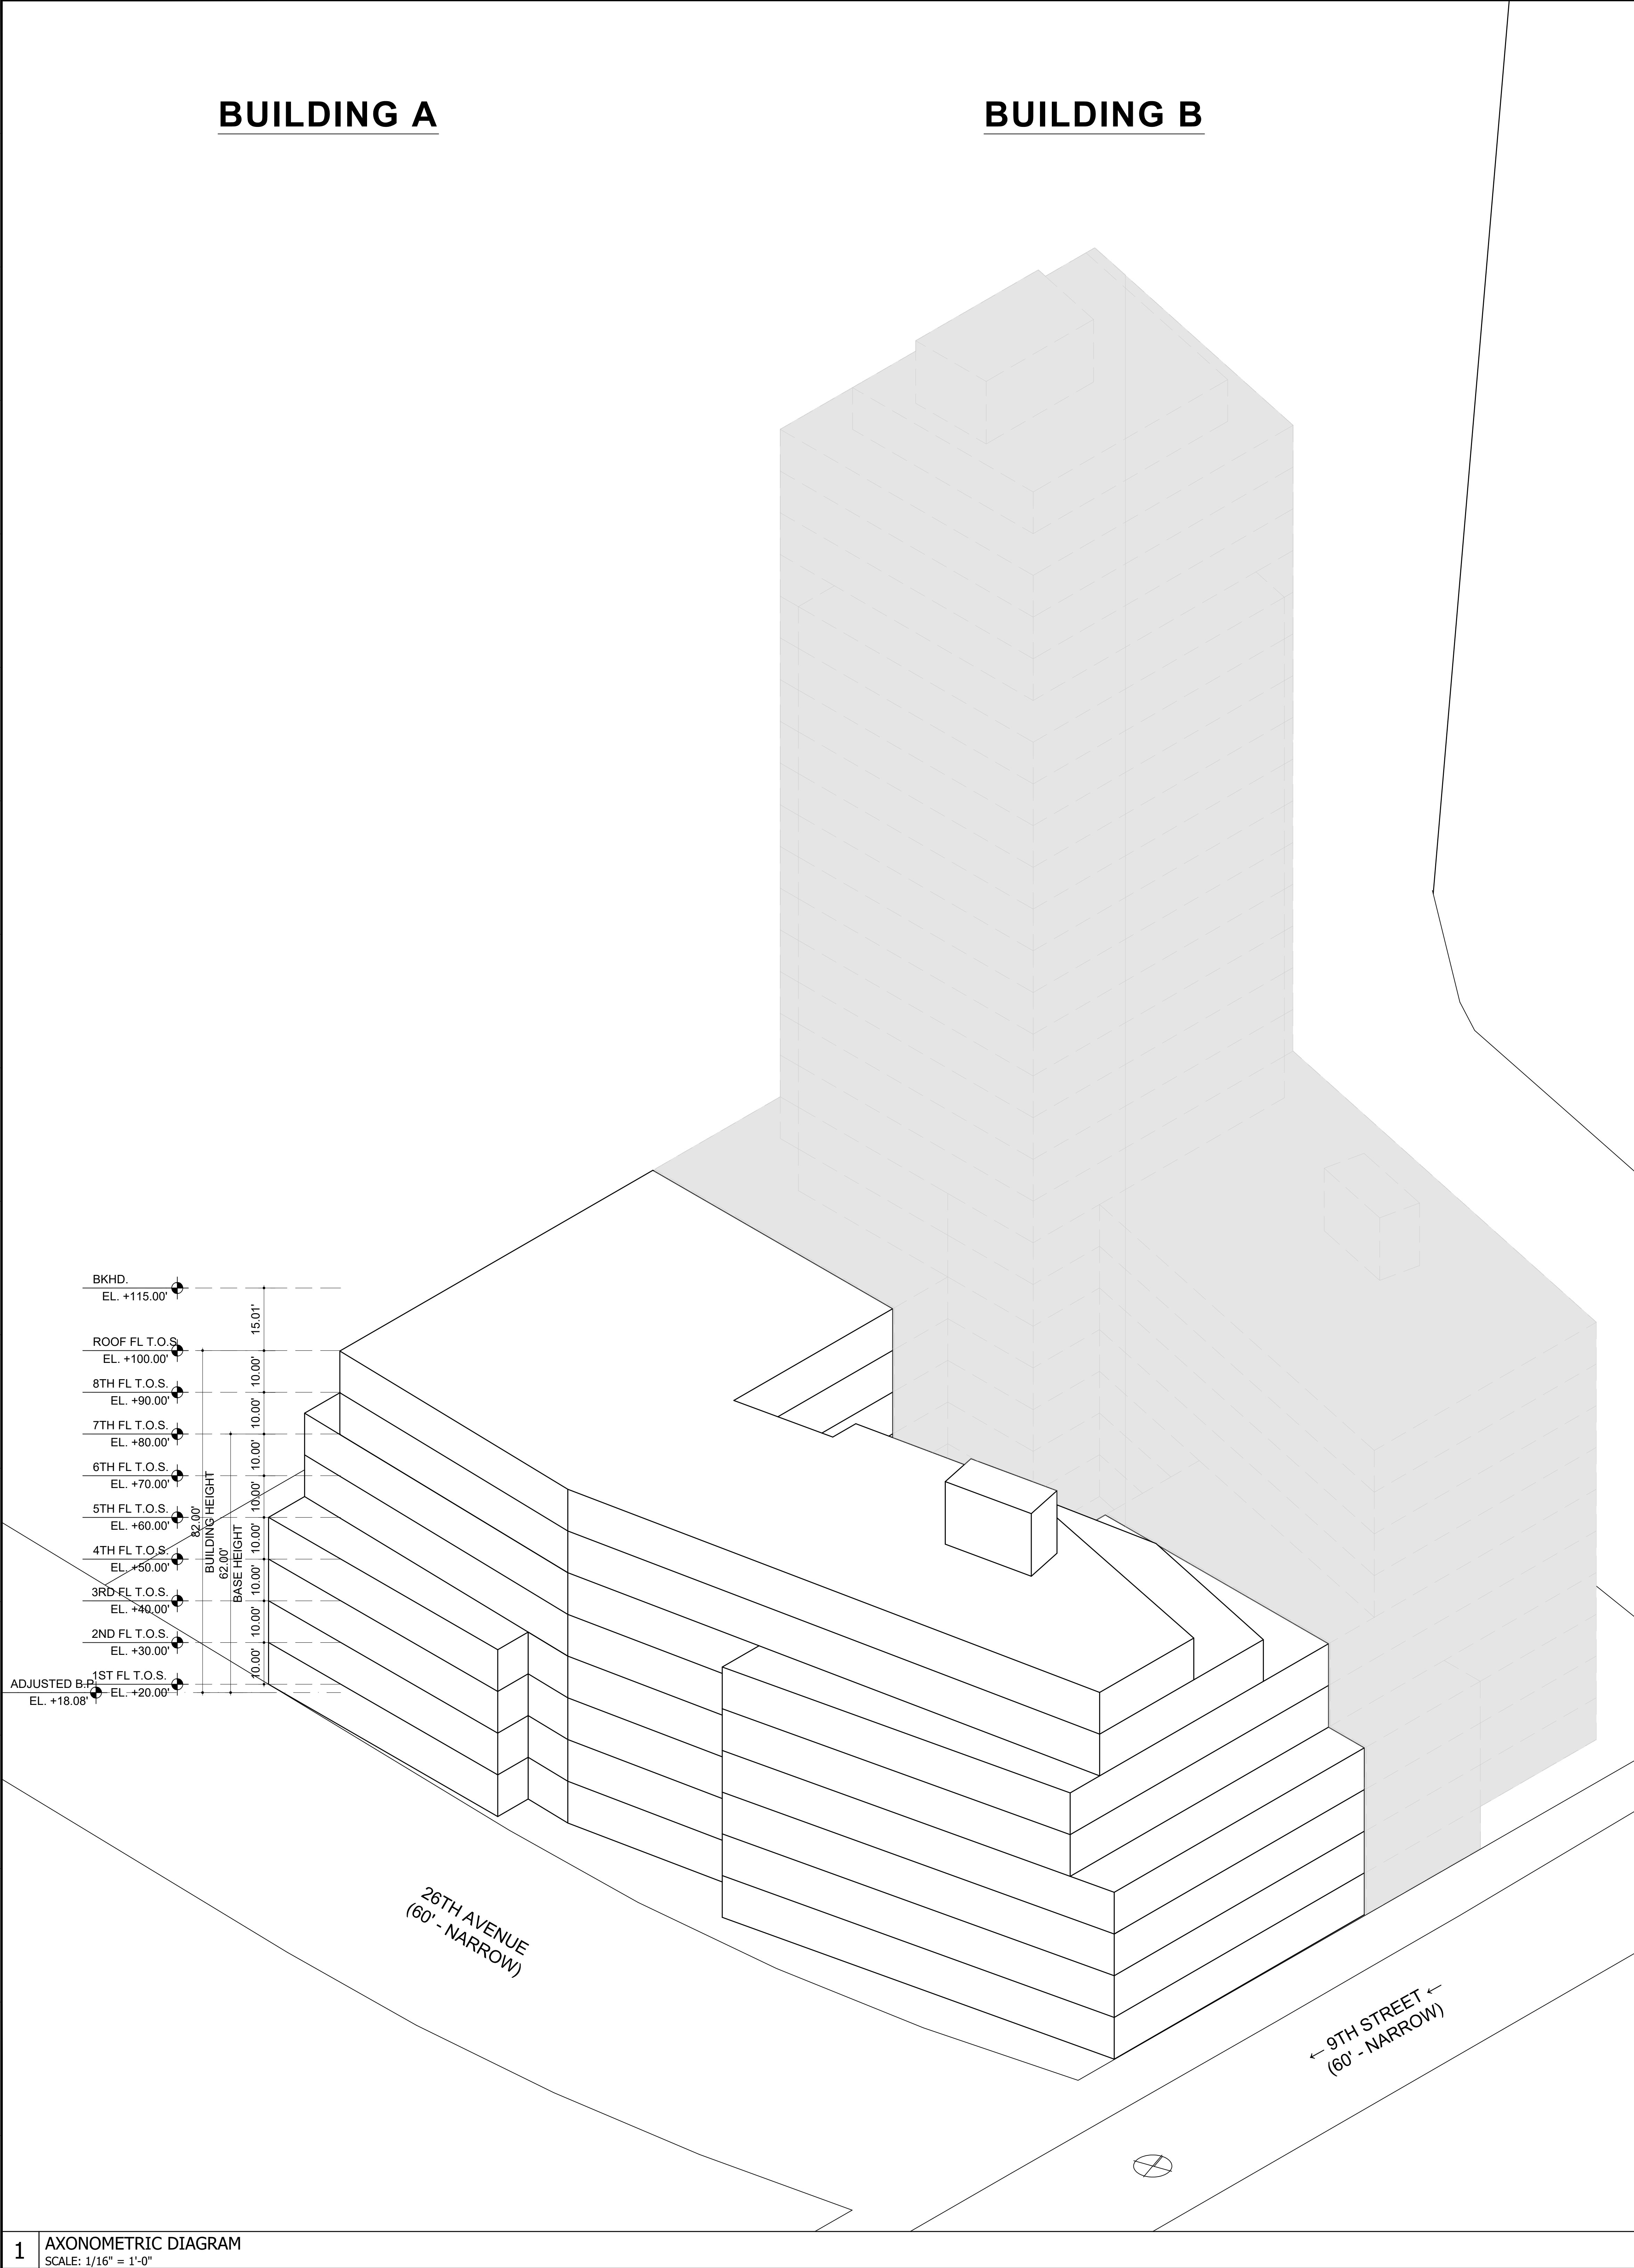 BUILDING A
BUILDING B
BKHD.
EL. +115.00'
15.01'
ROOF FL T.O.S
EL. +100.00'
10.00'
8TH FL T.O.S.
EL. +90.00'
10.00'
7TH FL T.O.S.
EL. +80.00'
10.00'
6TH FL T.O.S.
EL. +70.00'
10.00'
5TH FL T.O.S.
EL. +60.00'
10.00'
4TH FL T.O.S.
EL. +50.00'
10.00'
3RD FL T.O.S.
EL. +40.00'
10.00'
2ND FL T.O.S.
EL. +30.00'
10.00'
1ST FL T.O.S.
EL. +20.00'
ADJUSTED B.P.
EL. +18.08'
82.00'
BUILDING HEIGHT
62.00'
BASE HEIGHT
26TH AVENUE
(60' - NARROW)
← 9TH STREET ←
(60' - NARROW)
1
AXONOMETRIC DIAGRAM
SCALE: 1/16" = 1'-0"